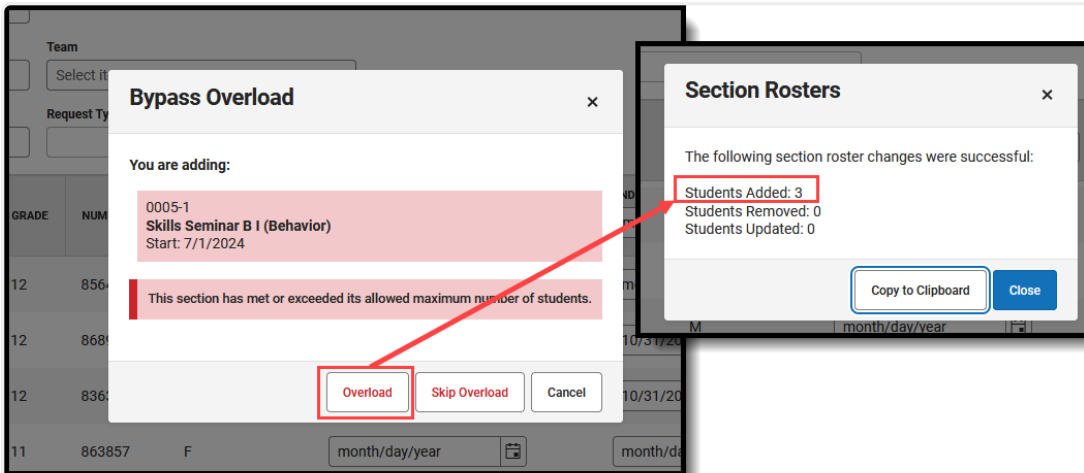 Team
Select it
Request Ty
Bypass Overload
×
You are adding:
0005-1
Skills Seminar B I (Behavior)
Start: 7/1/2024
This section has met or exceeded its allowed maximum number of students.
Overload
Skip Overload
Cancel
GRADE
NUM
12
856
12
868
10/31/20
12
836
10/31/20
11
863857
F
month/day/year
month/da
Section Rosters
×
The following section roster changes were successful:
Students Added: 3
Students Removed: 0
Students Updated: 0
Copy to Clipboard
Close
M
month/day/year